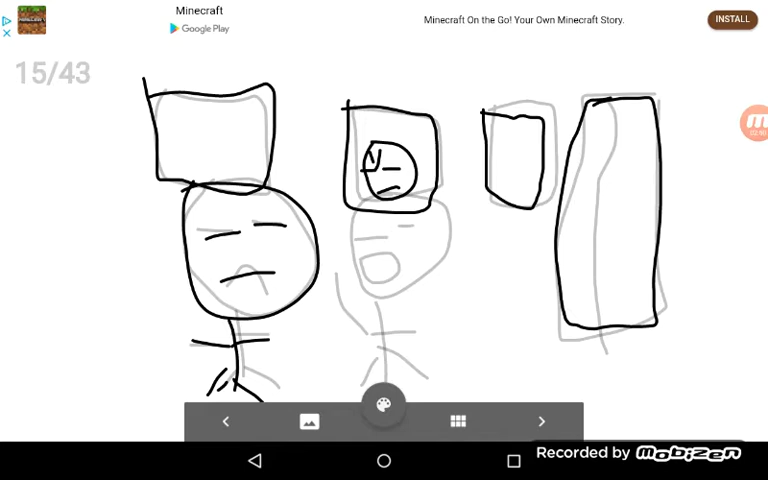 Minecraft
Google Play
Minecraft On the Go! Your Own Minecraft Story.
INSTALL
15/43
Recorded by
mobizen